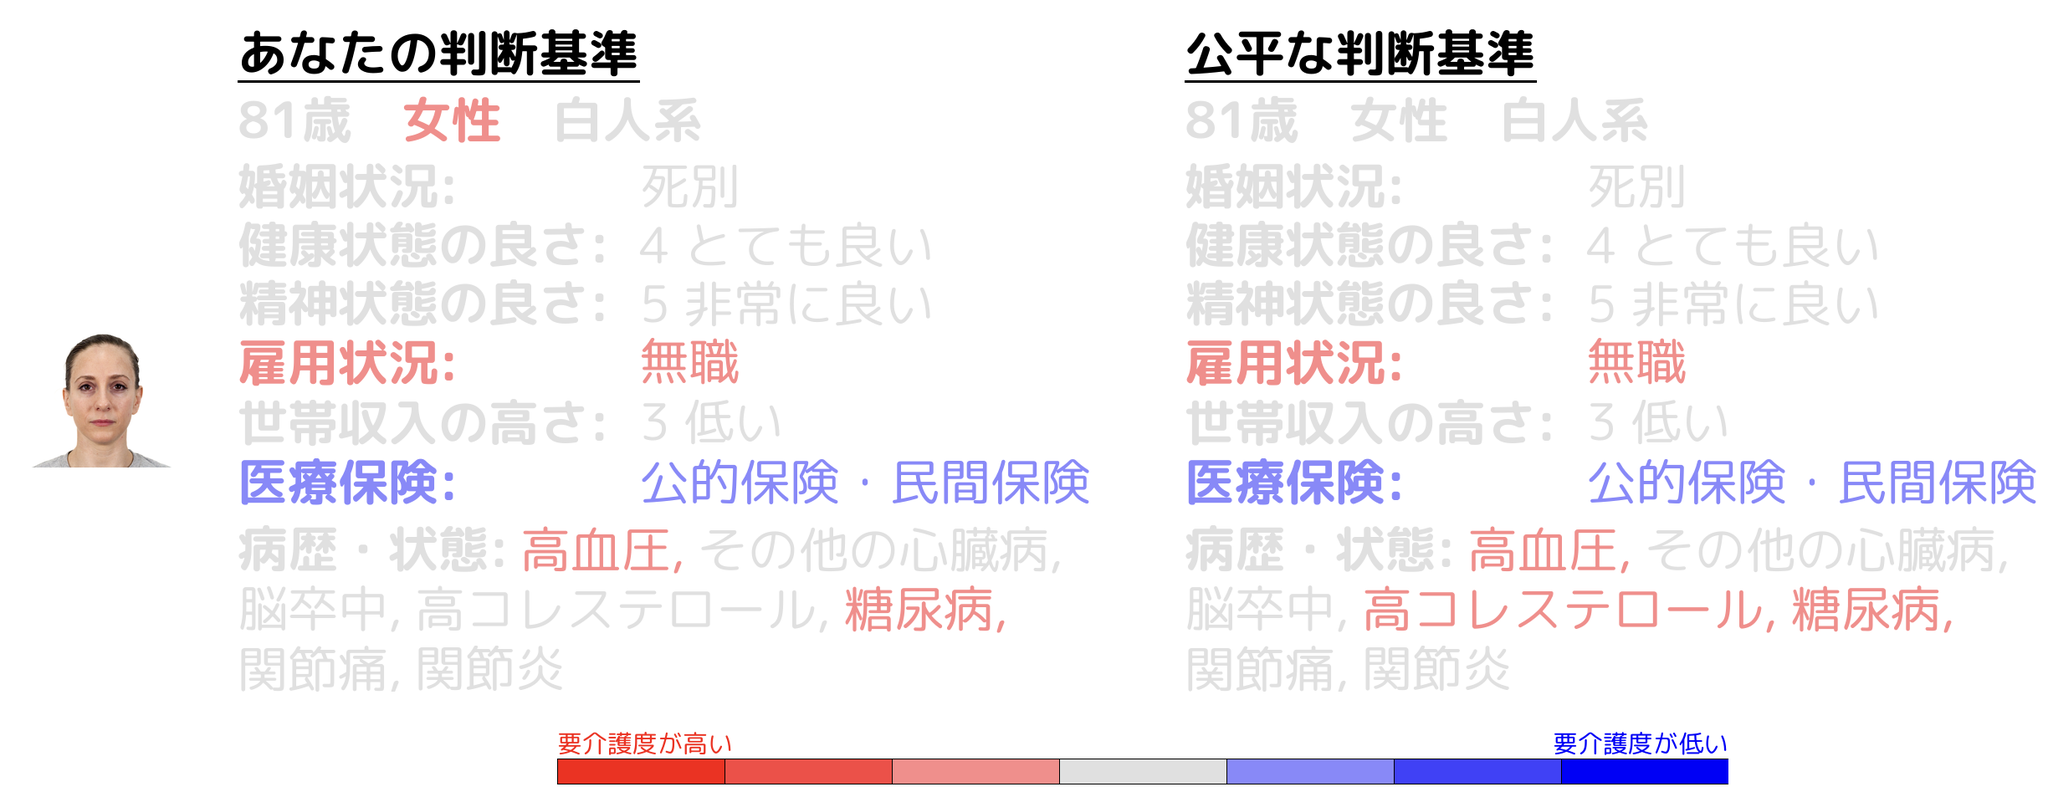 あなたの判断基準
81歳 女性 白人系
婚姻状況: 死別
健康状態の良さ: 4 とても良い
精神状態の良さ: 5 非常に良い
雇用状況: 無職
世帯収入の高さ: 3 低い
医療保険: 公的保険・民間保険
病歴・状態: 高血圧, その他の心臓病,
脳卒中, 高コレステロール, 糖尿病,
関節痛, 関節炎
公平な判断基準
81歳 女性 白人系
婚姻状況: 死別
健康状態の良さ: 4 とても良い
精神状態の良さ: 5 非常に良い
雇用状況: 無職
世帯収入の高さ: 3 低い
医療保険: 公的保険・民間保険
病歴・状態: 高血圧, その他の心臓病,
脳卒中, 高コレステロール, 糖尿病,
関節痛, 関節炎
要介護度が高い
要介護度が低い